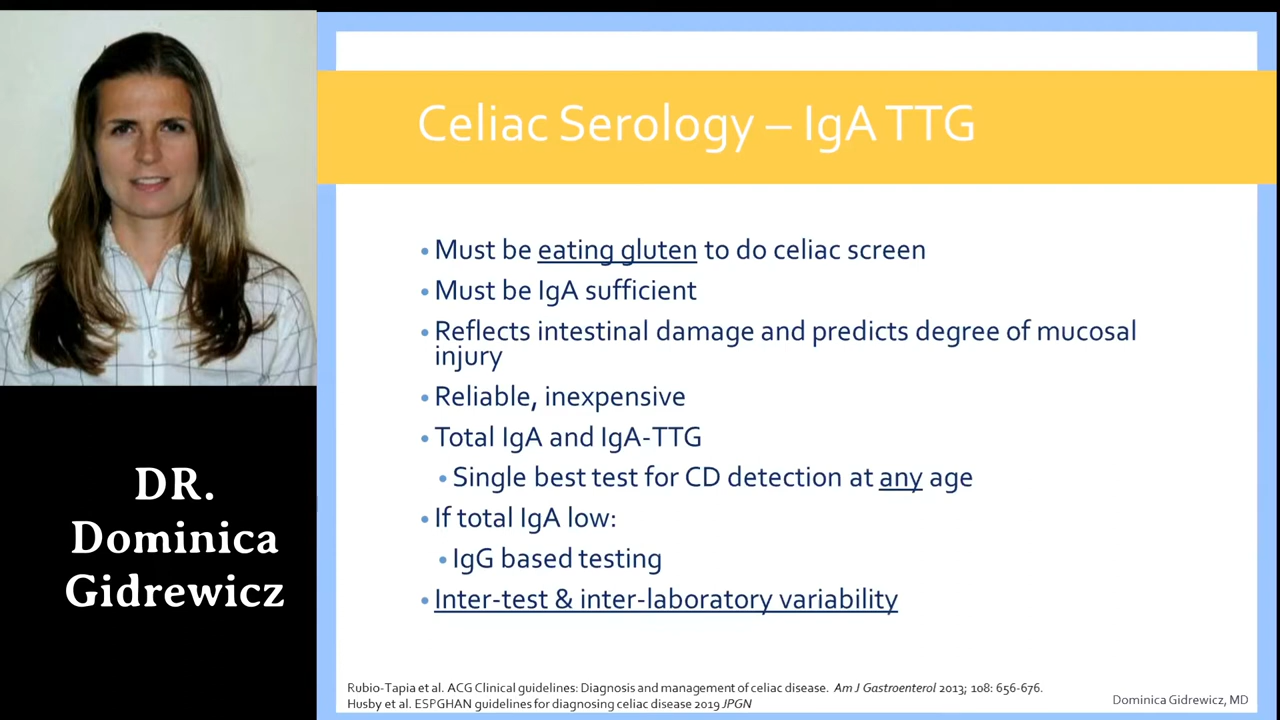 Celiac Serology – IgA TTG
• Must be eating gluten to do celiac screen
• Must be IgA sufficient
• Reflects intestinal damage and predicts degree of mucosal
injury
• Reliable, inexpensive
• Total IgA and IgA-TTG
• Single best test for CD detection at any age
• If total IgA low:
• IgG based testing
• Inter-test & inter-laboratory variability
DR.
Dominica
Gidrewicz
Rubio-Tapia et al. ACG Clinical guidelines: Diagnosis and management of celiac disease. Am J Gastroenterol 2013; 108: 656-676.
Husby et al. ESPGHAN guidelines for diagnosing celiac disease 2019 JPGN
Dominica Gidrewicz, MD